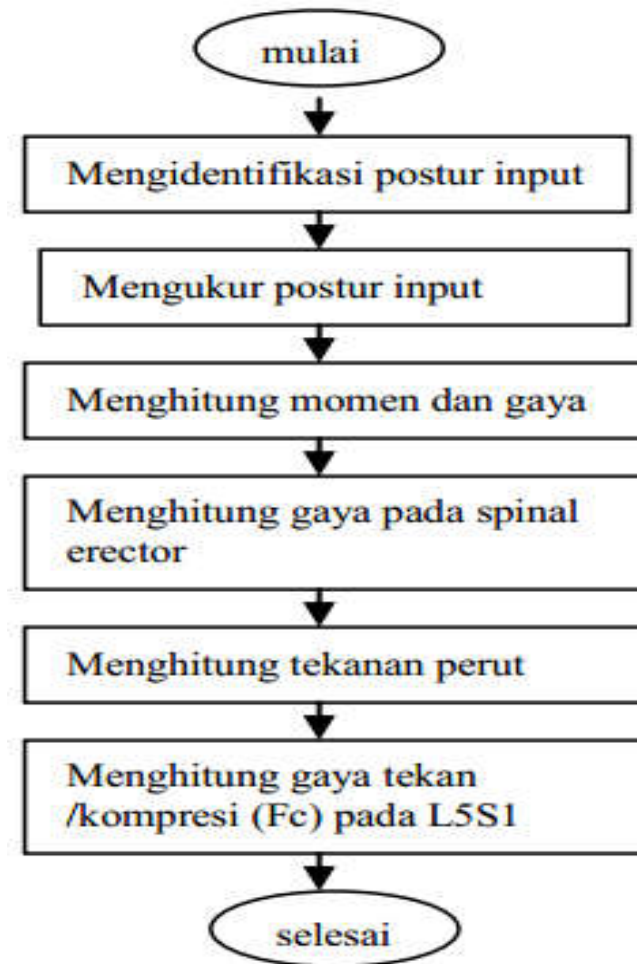 mulai
Mengidentifikasi postur input
Mengukur postur input
Menghitung momen dan gaya
Menghitung gaya pada spinal
erector
Menghitung tekanan perut
Menghitung gaya tekan
/kompresi (Fc) pada L5S1
selesai